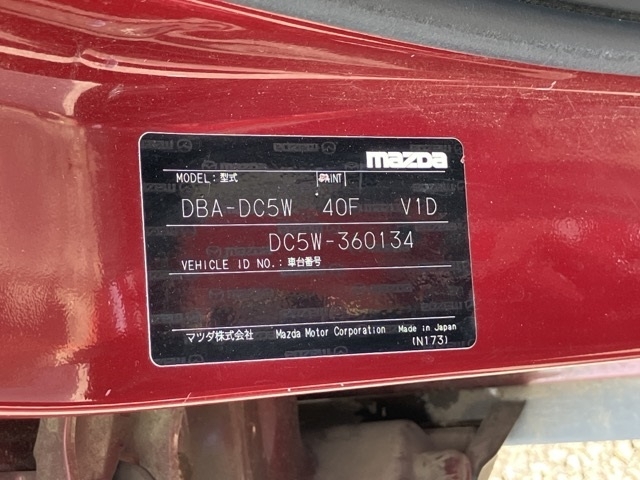 mazda
MODEL: 型式 PAINT
DBA-DC5W 40F V1D
DC5W-360134
VEHICLE ID NO.: 車台番号
マツダ株式会社 Mazda Motor Corporation Made in Japan
(N173)